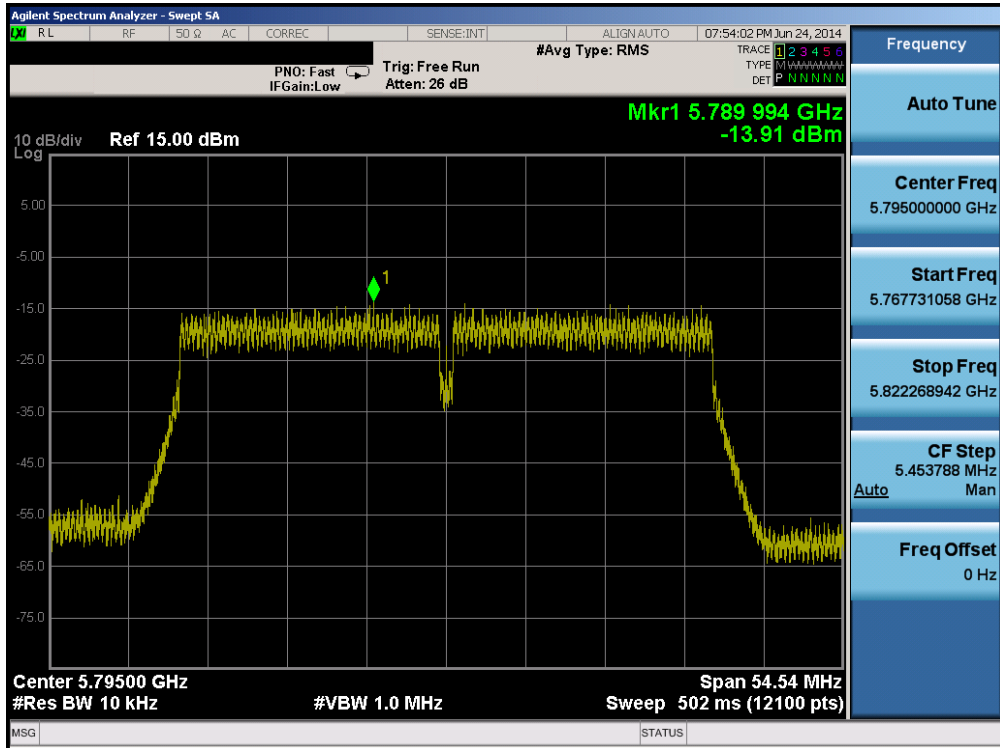 Agilent Spectrum Analyzer - Swept SA
LXI RL RF 50 Ω AC CORREC SENSE:INT ALIGN AUTO 07:54:02 PM Jun 24, 2014
#Avg Type: RMS TRACE 1 2 3 4 5 6
PNO: Fast Trig: Free Run TYPE M WWWWW
IFGain:Low Atten: 26 dB DET P N N N N N
Mkr1 5.789 994 GHz
-13.91 dBm
10 dB/div Ref 15.00 dBm
Log
1
5.00
-5.00
-15.0
-25.0
-35.0
-45.0
-55.0
-65.0
-75.0
Center 5.79500 GHz Span 54.54 MHz
#Res BW 10 kHz #VBW 1.0 MHz Sweep 502 ms (12100 pts)
MSG STATUS
Frequency
Auto Tune
Center Freq
5.795000000 GHz
Start Freq
5.767731058 GHz
Stop Freq
5.822268942 GHz
CF Step
5.453788 MHz
Auto Man
Freq Offset
0 Hz